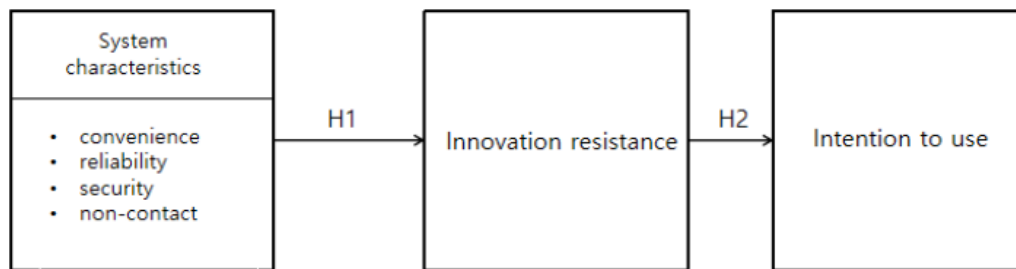 System
characteristics
• convenience
• reliability
• security
• non-contact
H1
Innovation resistance
H2
Intention to use